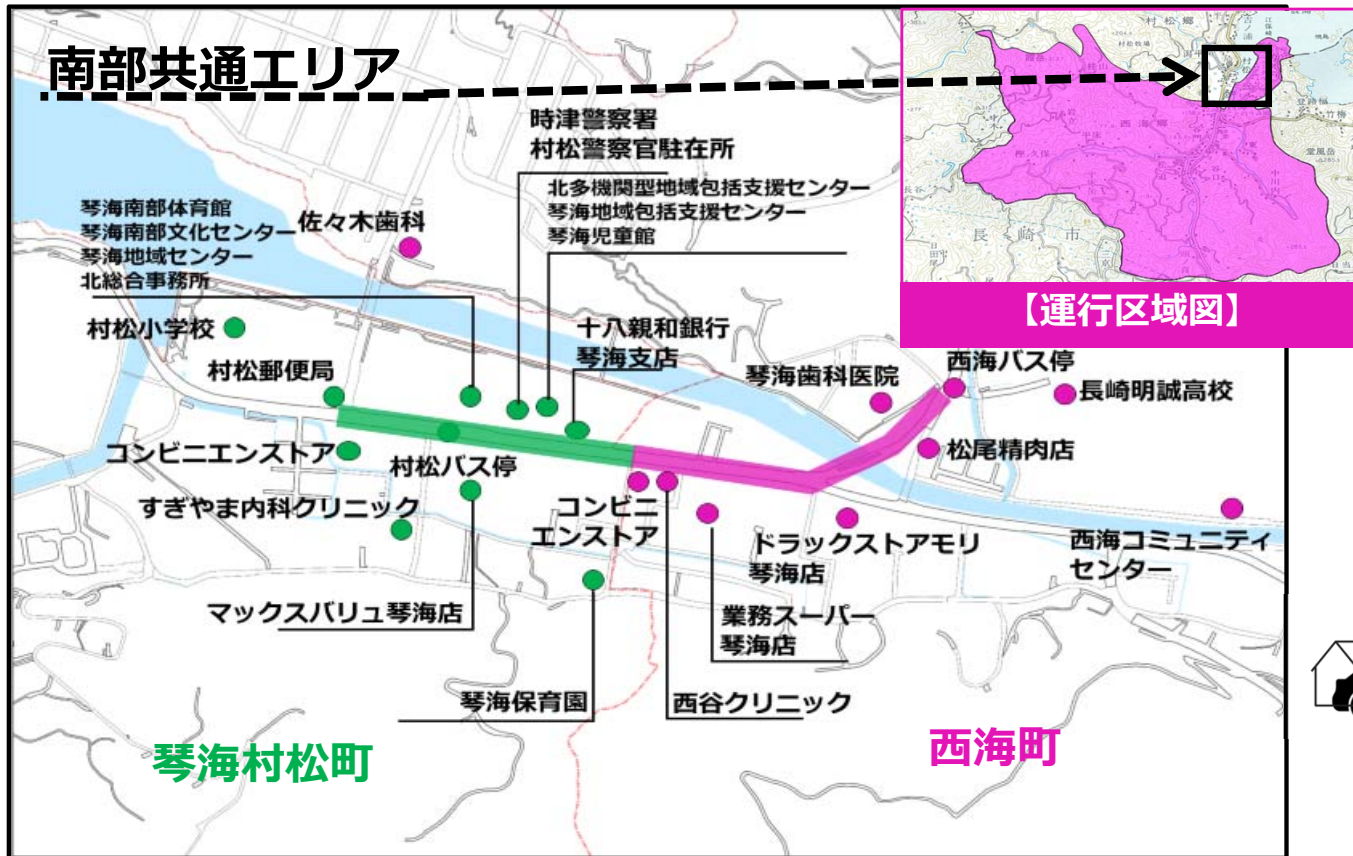 南部共通エリア
時津警察署
村松警察官駐在所
北多機関型地域包括支援センター
琴海地域包括支援センター
琴海児童館
琴海南部体育館
琴海南部文化センター
琴海地域センター
北総合事務所
佐々木歯科
村松小学校
村松郵便局
十八親和銀行
琴海支店
琴海歯科医院
西海バス停
長崎明誠高校
松尾精肉店
コンビニエンストア
村松バス停
すぎやま内科クリニック
コンビニ
エンストア
ドラックストアモリ
琴海店
西海コミュニティ
センター
マックスバリュ琴海店
業務スーパー
琴海店
琴海保育園
西谷クリニック
琴海村松町
西海町
村松郷
西海郷
長崎市
【運行区域図】